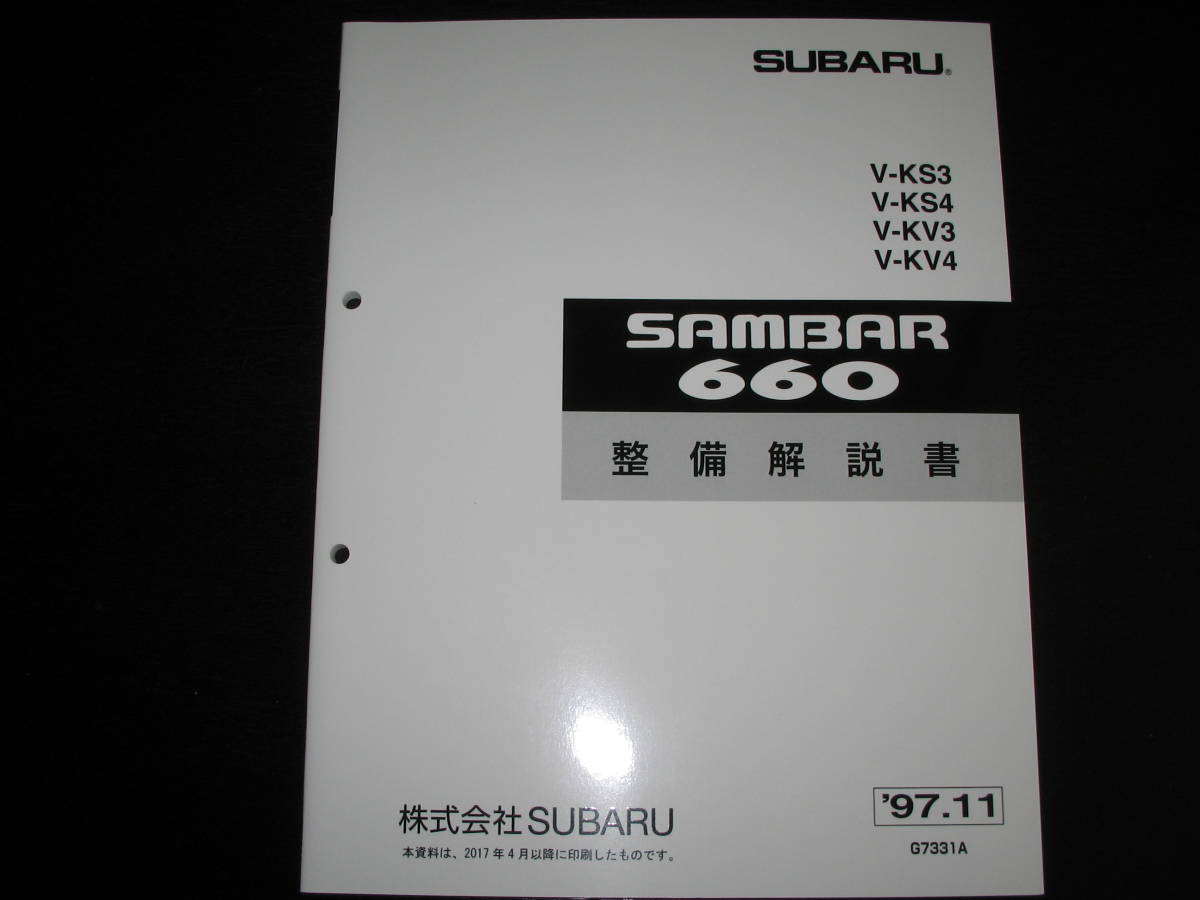 SUBARU®
V-KS3
V-KS4
V-KV3
V-KV4
SAMBAR
660
整備解説書
'97.11
株式会社SUBARU
本資料は、2017年4月以降に印刷したものです。
G7331A